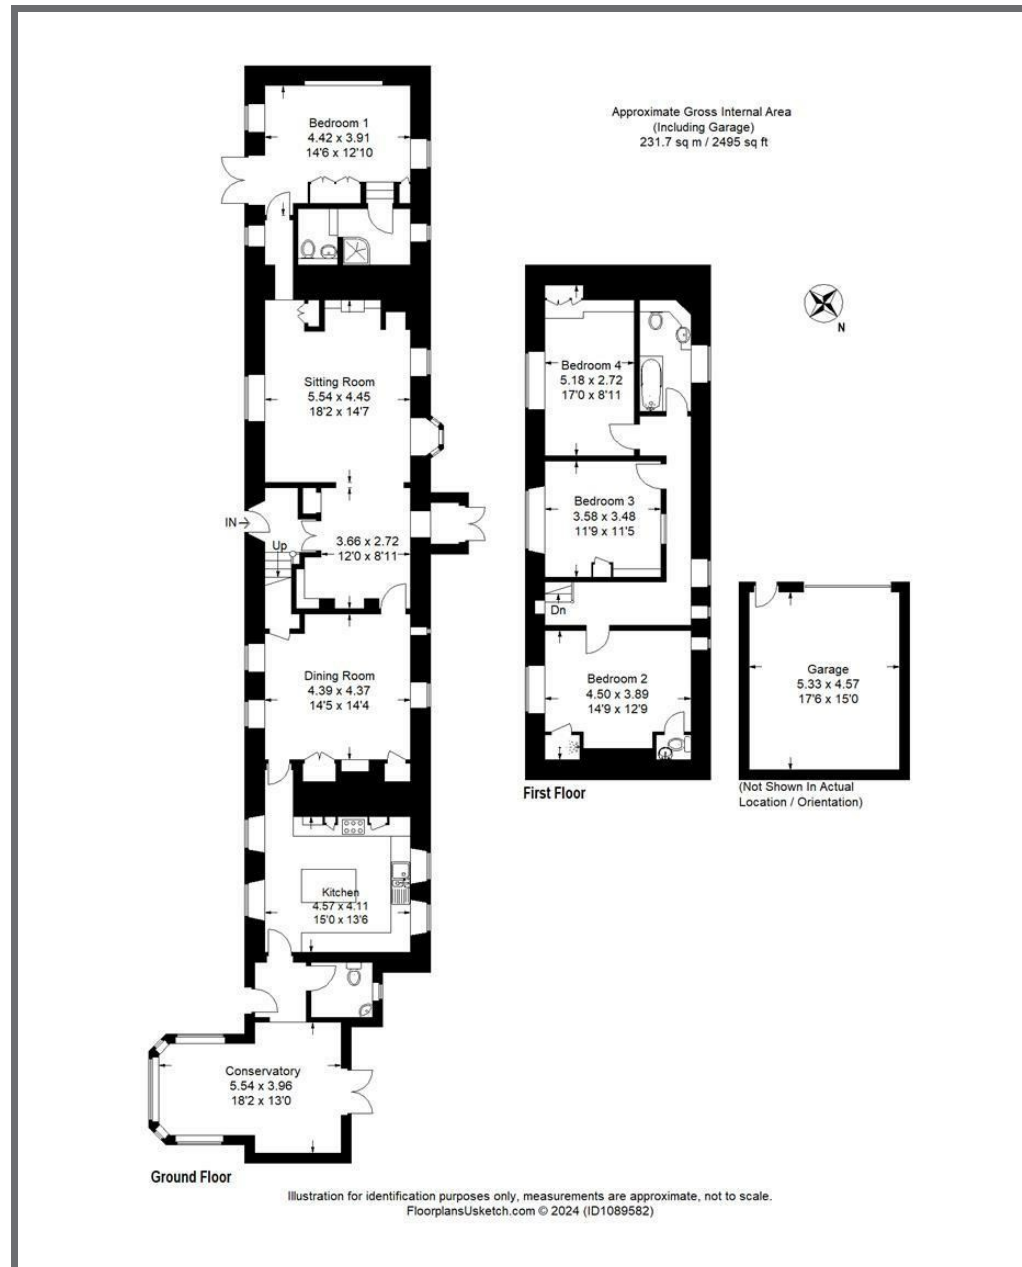 Approximate Gross Internal Area
(Including Garage)
231.7 sq m / 2495 sq ft
Bedroom 1
4.42 x 3.91
14'6 x 12'10
N
Sitting Room
5.54 x 4.45
18'2 x 14'7
IN
Up
3.66 x 2.72
12'0 x 8'11
Dining Room
4.39 x 4.37
14'5 x 14'4
Kitchen
4.57 x 4.11
15'0 x 13'6
Conservatory
5.54 x 3.96
18'2 x 13'0
Ground Floor
Bedroom 4
5.18 x 2.72
17'0 x 8'11
Bedroom 3
3.58 x 3.48
11'9 x 11'5
Dn
Bedroom 2
4.50 x 3.89
14'9 x 12'9
First Floor
Garage
5.33 x 4.57
17'6 x 15'0
(Not Shown In Actual
Location / Orientation)
Illustration for identification purposes only, measurements are approximate, not to scale.
FloorplansUsketch.com © 2024 (ID1089582)